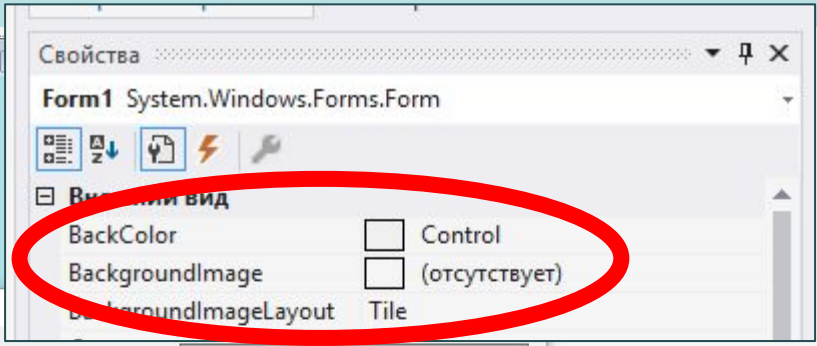 Свойства
Form1 System.Windows.Forms.Form
Внешний вид
BackColor Control
BackgroundImage (отсутствует)
BackgroundImageLayout Tile